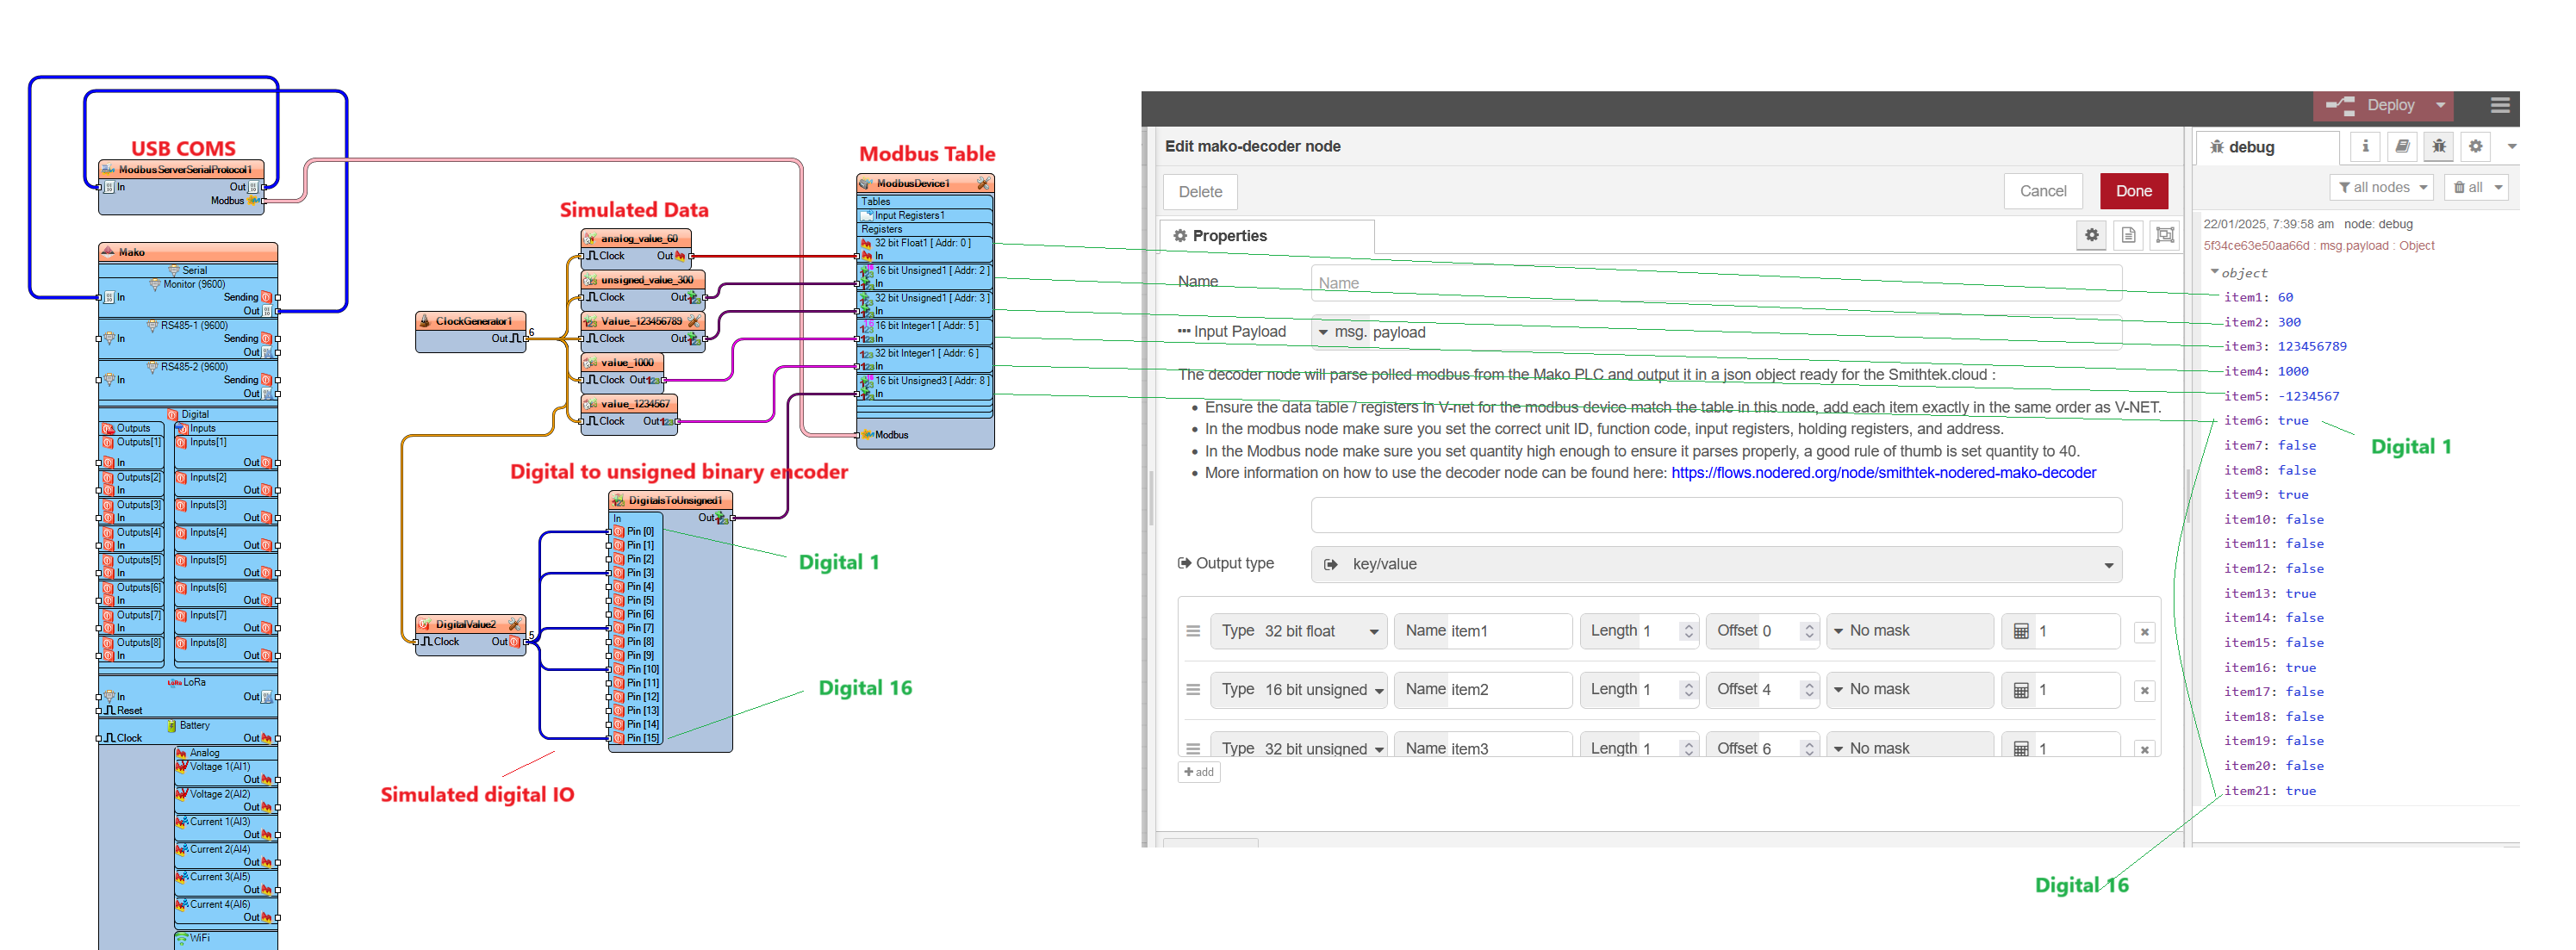 USB COMS
ModbusServerSerialProtocol1
In
Out
Modbus
Mako
Serial
Monitor (9600)
In
Sending
Out
RS485-1 (9600)
In
Sending
Out
RS485-2 (9600)
In
Sending
Out
Digital
Outputs
Inputs
Outputs[1]
Inputs[1]
In
Out
Outputs[2]
Inputs[2]
In
Out
Outputs[3]
Inputs[3]
In
Out
Outputs[4]
Inputs[4]
In
Out
Outputs[5]
Inputs[5]
In
Out
Outputs[6]
Inputs[6]
In
Out
Outputs[7]
Inputs[7]
In
Out
Outputs[8]
Inputs[8]
In
Out
LoRa
In
Out
Reset
Battery
Clock
Out
Analog
Voltage 1(AI1)
Out
Voltage 2(AI2)
Out
Current 1(AI3)
Out
Current 2(AI4)
Out
Current 3(AI5)
Out
Current 4(AI6)
Out
WiFi
ClockGenerator1
Out
6
Simulated Data
analog_value_60
Clock
Out
unsigned_value_300
Clock
Out
Value_123456789
Clock
Out
value_1000
Clock Out
value_1234567
Clock
Out
Digital to unsigned binary encoder
DigitalsToUnsigned1
In
Out
Pin [0]
Pin [1]
Pin [2]
Pin [3]
Pin [4]
Pin [5]
Pin [6]
Pin [7]
Pin [8]
Pin [9]
Pin [10]
Pin [11]
Pin [12]
Pin [13]
Pin [14]
Pin [15]
Digital 1
Digital 16
DigitalValue2
Clock
Out
5
Simulated digital IO
Modbus Table
ModbusDevice1
Tables
Input Registers1
Registers
32 bit Float1 [ Addr: 0 ]
In
16 bit Unsigned1 [ Addr: 2 ]
In
32 bit Unsigned1 [ Addr: 3 ]
In
16 bit Integer1 [ Addr: 5 ]
In
32 bit Integer1 [ Addr: 6 ]
In
16 bit Unsigned3 [ Addr: 8 ]
In
Modbus
Deploy
Edit mako-decoder node
Delete
Cancel
Done
Properties
Name
Name
Input Payload
msg. payload
The decoder node will parse polled modbus from the Mako PLC and output it in a json object ready for the Smithtek.cloud :
• Ensure the data table / registers in V-net for the modbus device match the table in this node, add each item exactly in the same order as V-NET.
• In the modbus node make sure you set the correct unit ID, function code, input registers, holding registers, and address.
• In the Modbus node make sure you set quantity high enough to ensure it parses properly, a good rule of thumb is set quantity to 40.
• More information on how to use the decoder node can be found here: https://flows.nodered.org/node/smithtek-nodered-mako-decoder
Output type
key/value
Type 32 bit float
Name item1
Length 1
Offset 0
No mask
1
Type 16 bit unsigned
Name item2
Length 1
Offset 4
No mask
1
Type 32 bit unsigned
Name item3
Length 1
Offset 6
No mask
1
add
debug
all nodes
all
22/01/2025, 7:39:58 am node: debug
5f34ce63e50aa66d : msg.payload : Object
object
item1: 60
item2: 300
item3: 123456789
item4: 1000
item5: -1234567
item6: true
item7: false
item8: false
item9: true
item10: false
item11: false
item12: false
item13: true
item14: false
item15: false
item16: true
item17: false
item18: false
item19: false
item20: false
item21: true
Digital 1
Digital 16